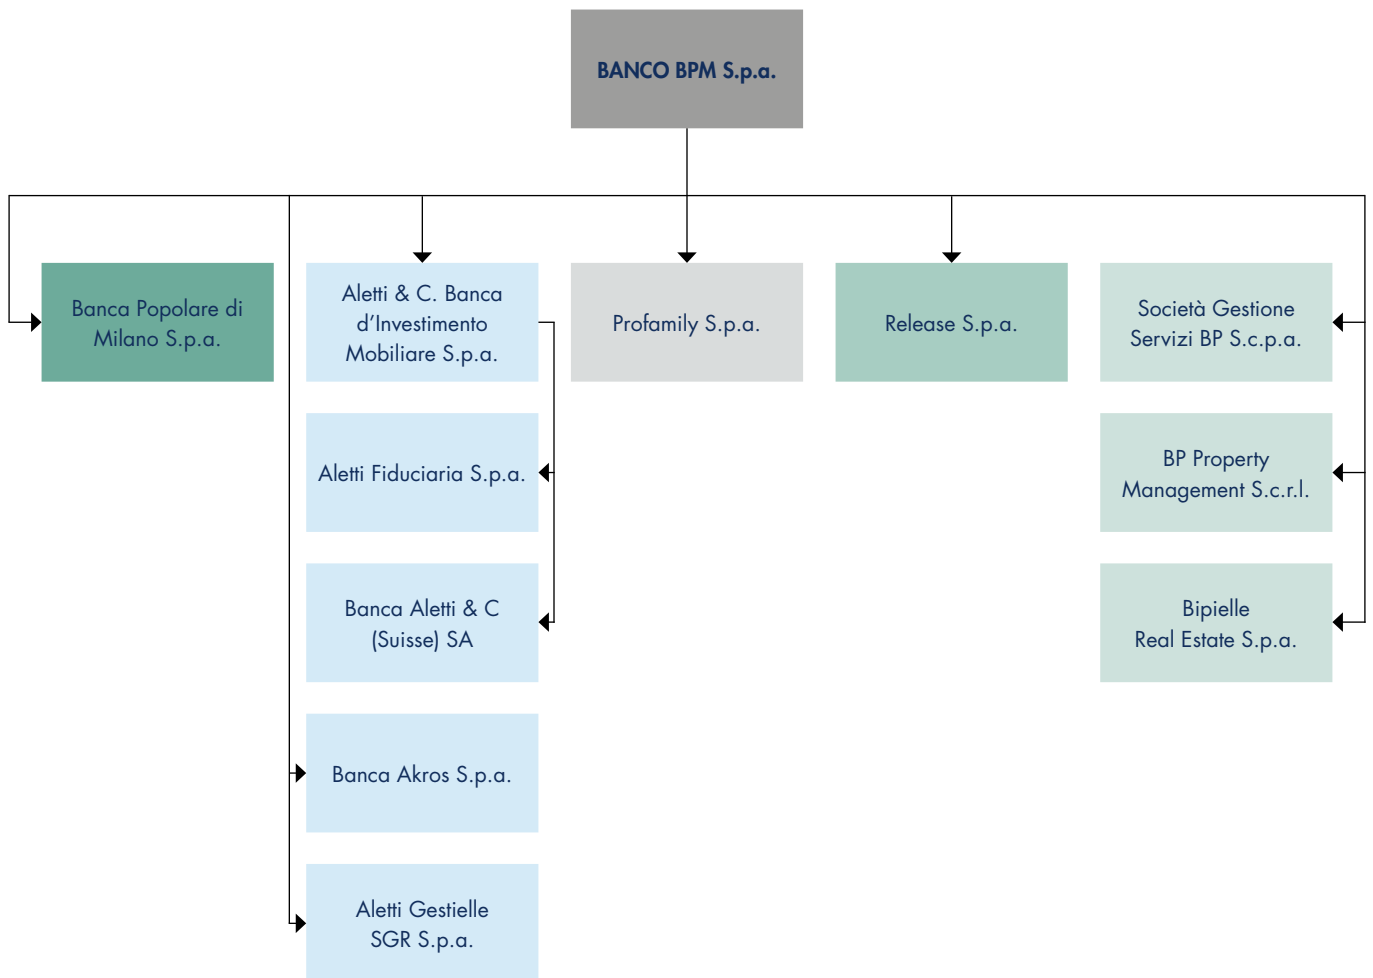 BANCO BPM S.p.a.
Banca Popolare di
Milano S.p.a.
Aletti & C. Banca
d’Investimento
Mobiliare S.p.a.
Profamily S.p.a.
Release S.p.a.
Società Gestione
Servizi BP S.c.p.a.
Aletti Fiduciaria S.p.a.
BP Property
Management S.c.r.l.
Banca Aletti & C
(Suisse) SA
Bipielle
Real Estate S.p.a.
Banca Akros S.p.a.
Aletti Gestielle
SGR S.p.a.